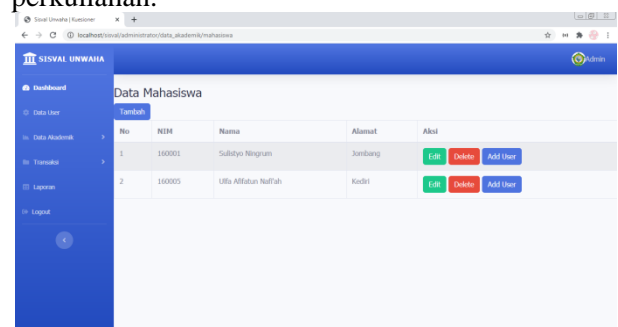 perkulianan.
Sisval Unwaha | Kuesioner
localhost/sisval/administrator/data_akademik/mahasiswa
SISVAL UNWAHA
Admin
Dashboard
Data User
Data Akademik
Transaksi
Laporan
Logout
Data Mahasiswa
Tambah
No NIM Nama Alamat Aksi
1 160001 Sulistyo Ningrum Jombang Edit Delete Add User
2 160005 Ulfa Afifatun Nafi'ah Kediri Edit Delete Add User